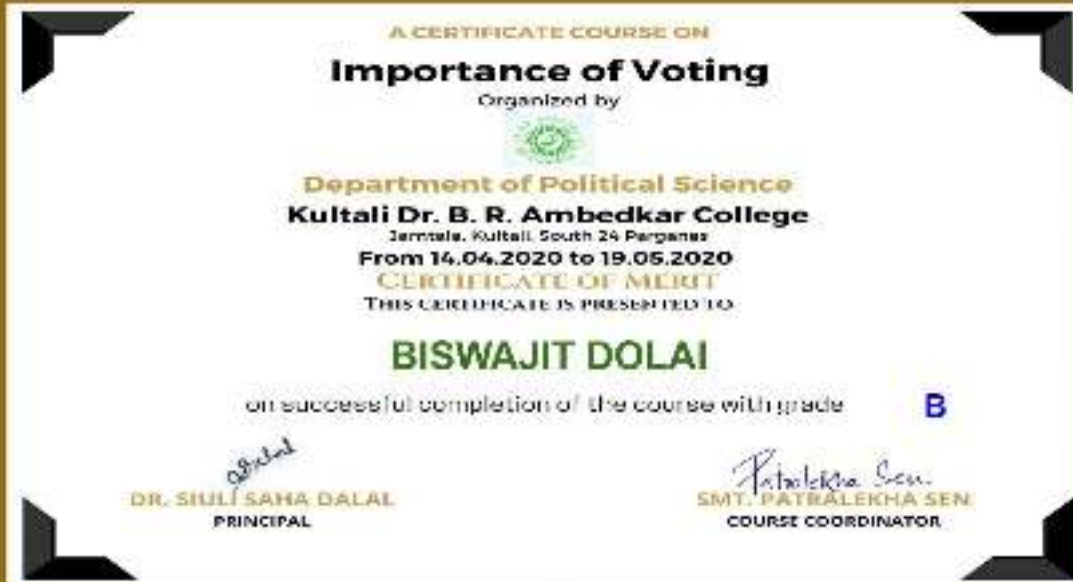 A CERTIFICATE COURSE ON
Importance of Voting
Organized by
Department of Political Science
Kultali Dr. B. R. Ambedkar College
Jamtala, Kultali, South 24 Parganas
From 14.04.2020 to 19.05.2020
CERTIFICATE OF MERIT
THIS CERTIFICATE IS PRESENTED TO
BISWAJIT DOLAI
on successful completion of the course with grade B
Patralekha Sen.
DR. SIULI SAHA DALAL
SMT. PATRALEKHA SEN
PRINCIPAL
COURSE COORDINATOR